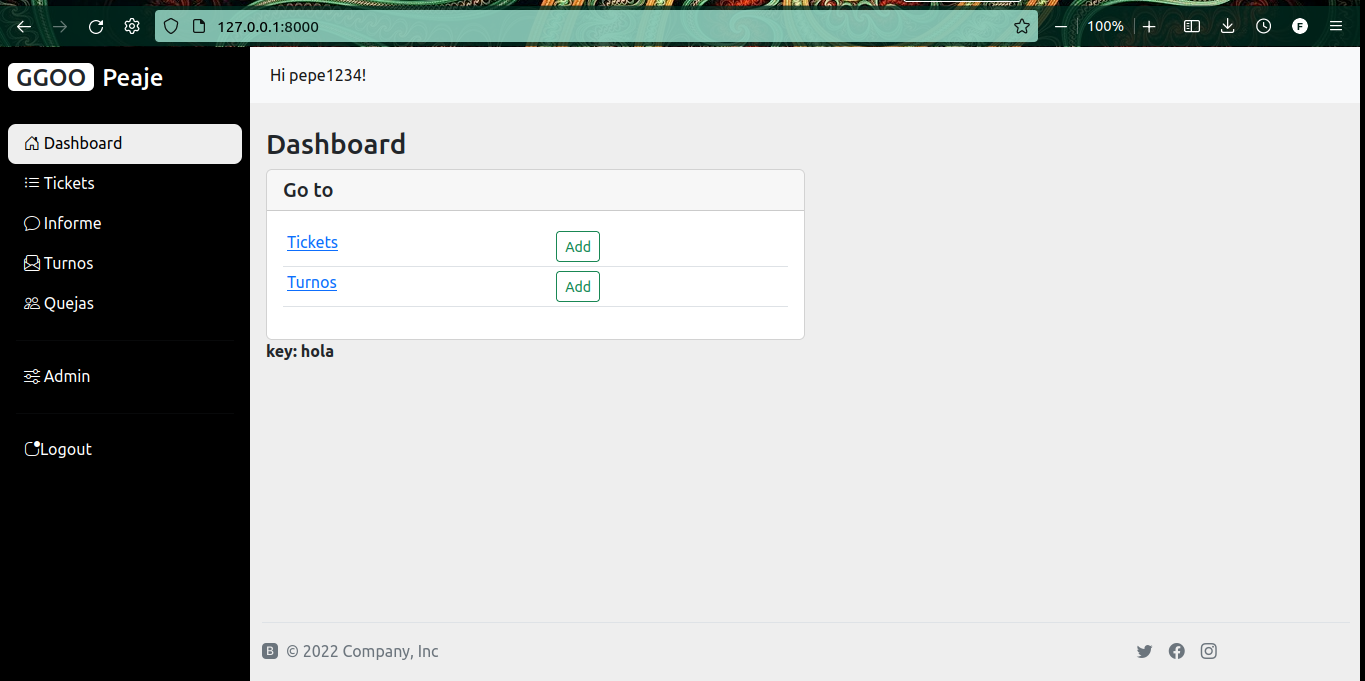 127.0.0.1:8000
100%
F
GGOO Peaje
Hi pepe1234!
Dashboard
Tickets
Informe
Turnos
Quejas
Admin
Logout
Dashboard
Go to
Tickets Add
Turnos Add
key: hola
B © 2022 Company, Inc